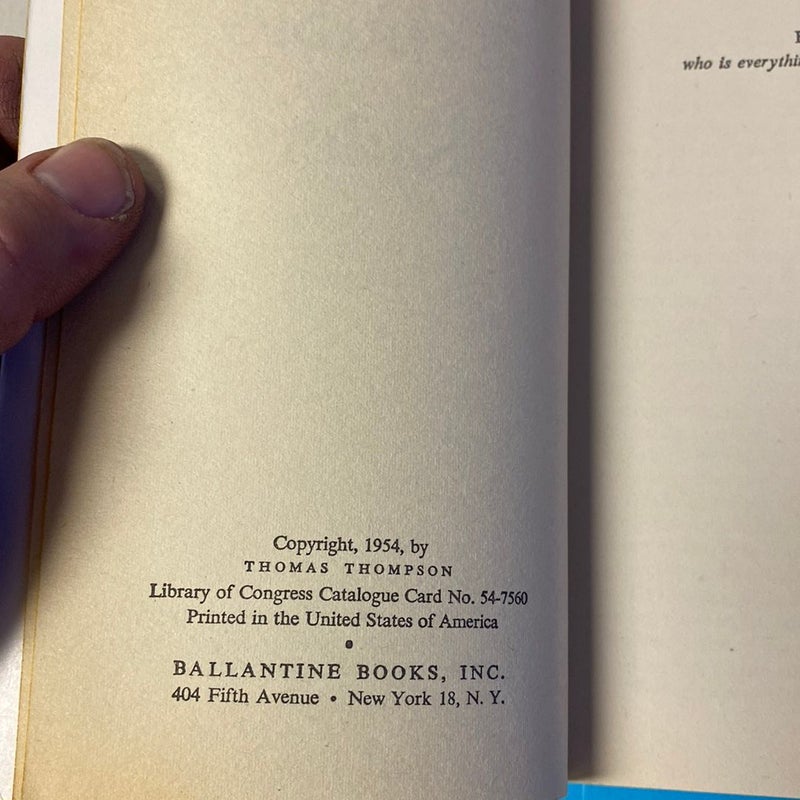 Copyright, 1954, by
THOMAS THOMPSON
Library of Congress Catalogue Card No. 54-7560
Printed in the United States of America
•
BALLANTINE BOOKS, INC.
404 Fifth Avenue • New York 18, N. Y.
who is